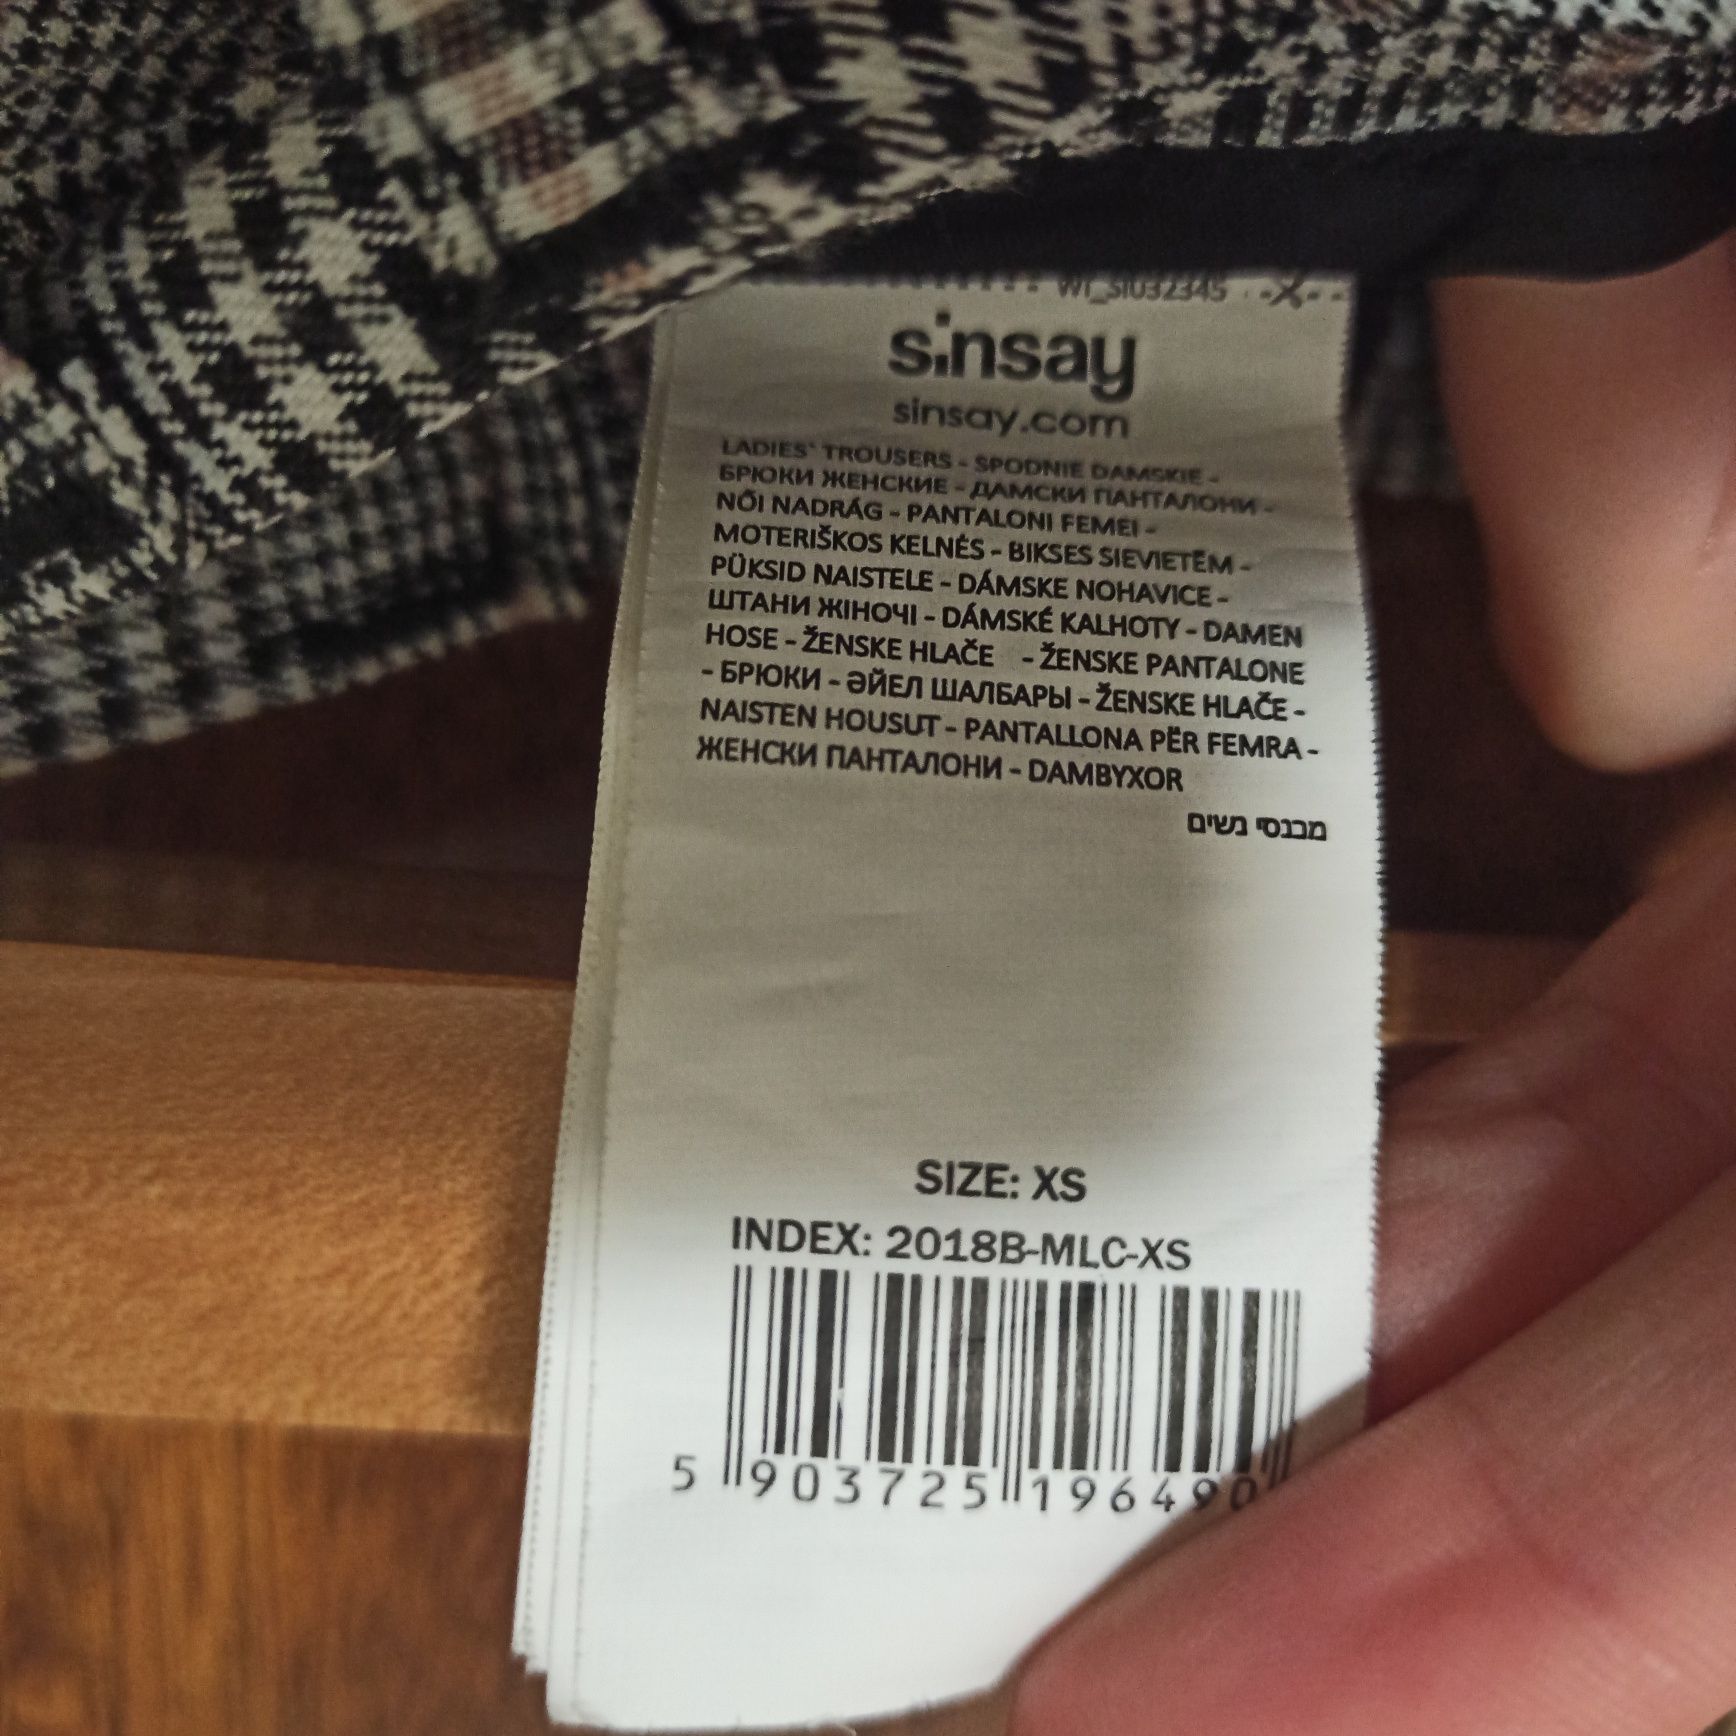 WI_SIU32345
sinsay
sinsay.com
LADIES` TROUSERS - SPODNIE DAMSKIE -
БРЮКИ ЖЕНСКИЕ - ДАМСКИ ПАНТАЛОНИ -
NŐI NADRÁG - PANTALONI FEMEI -
MOTERIŠKOS KELNĖS - BIKSES SIEVIETĒM -
PÜKSID NAISTELE - DÁMSKE NOHAVICE -
ШТАНИ ЖІНОЧІ - DÁMSKÉ KALHOTY - DAMEN
HOSE - ŽENSKE HLAČE - ŽENSKE PANTALONE
- БРЮКИ - ӘЙЕЛ ШАЛБАРЫ - ŽENSKE HLAČE -
NAISTEN HOUSUT - PANTALLONA PËR FEMRA -
ЖЕНСКИ ПАНТАЛОНИ - DAMBYXOR
מכנסי נשים
SIZE: XS
INDEX: 2018B-MLC-XS
5 903725 196490